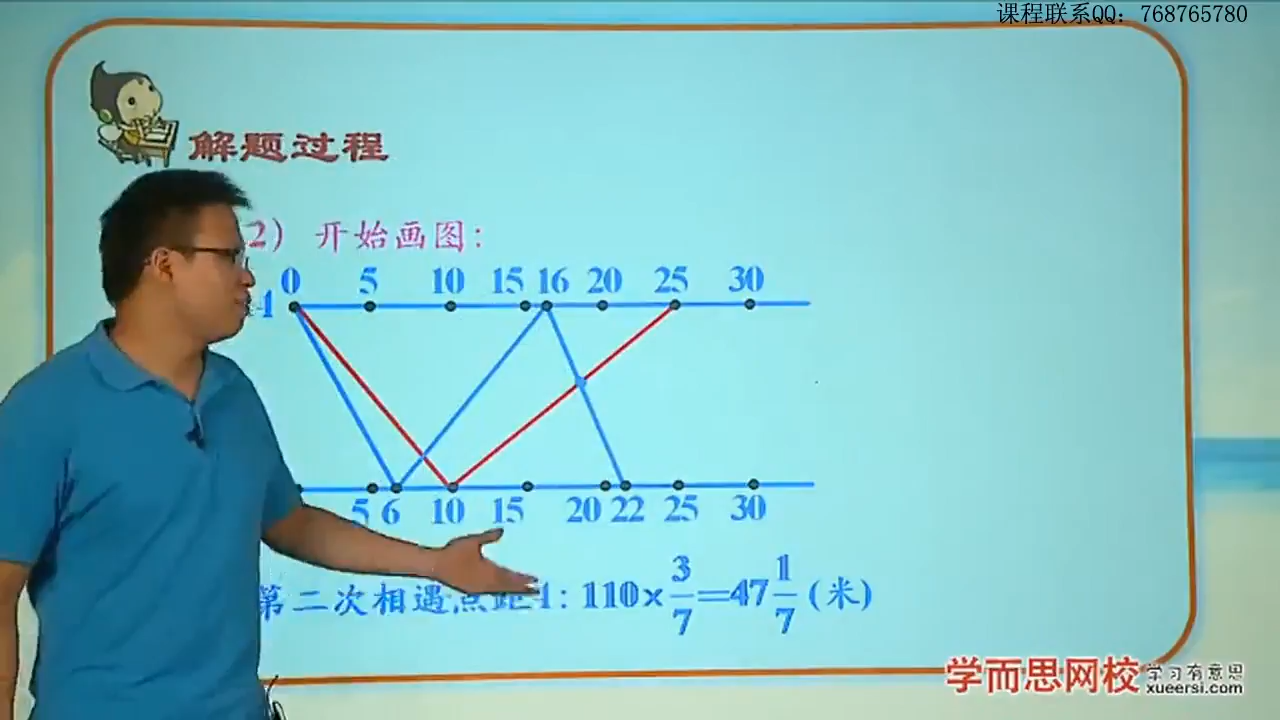 课程联系QQ：768765780
解题过程
2） 开始画图：
0 5 10 15 16 20 25 30
5 6 10 15 20 22 25 30
第二次相遇点距A：110×3/7=47 1/7（米）
学而思网校 学习有意思
xueersi.com